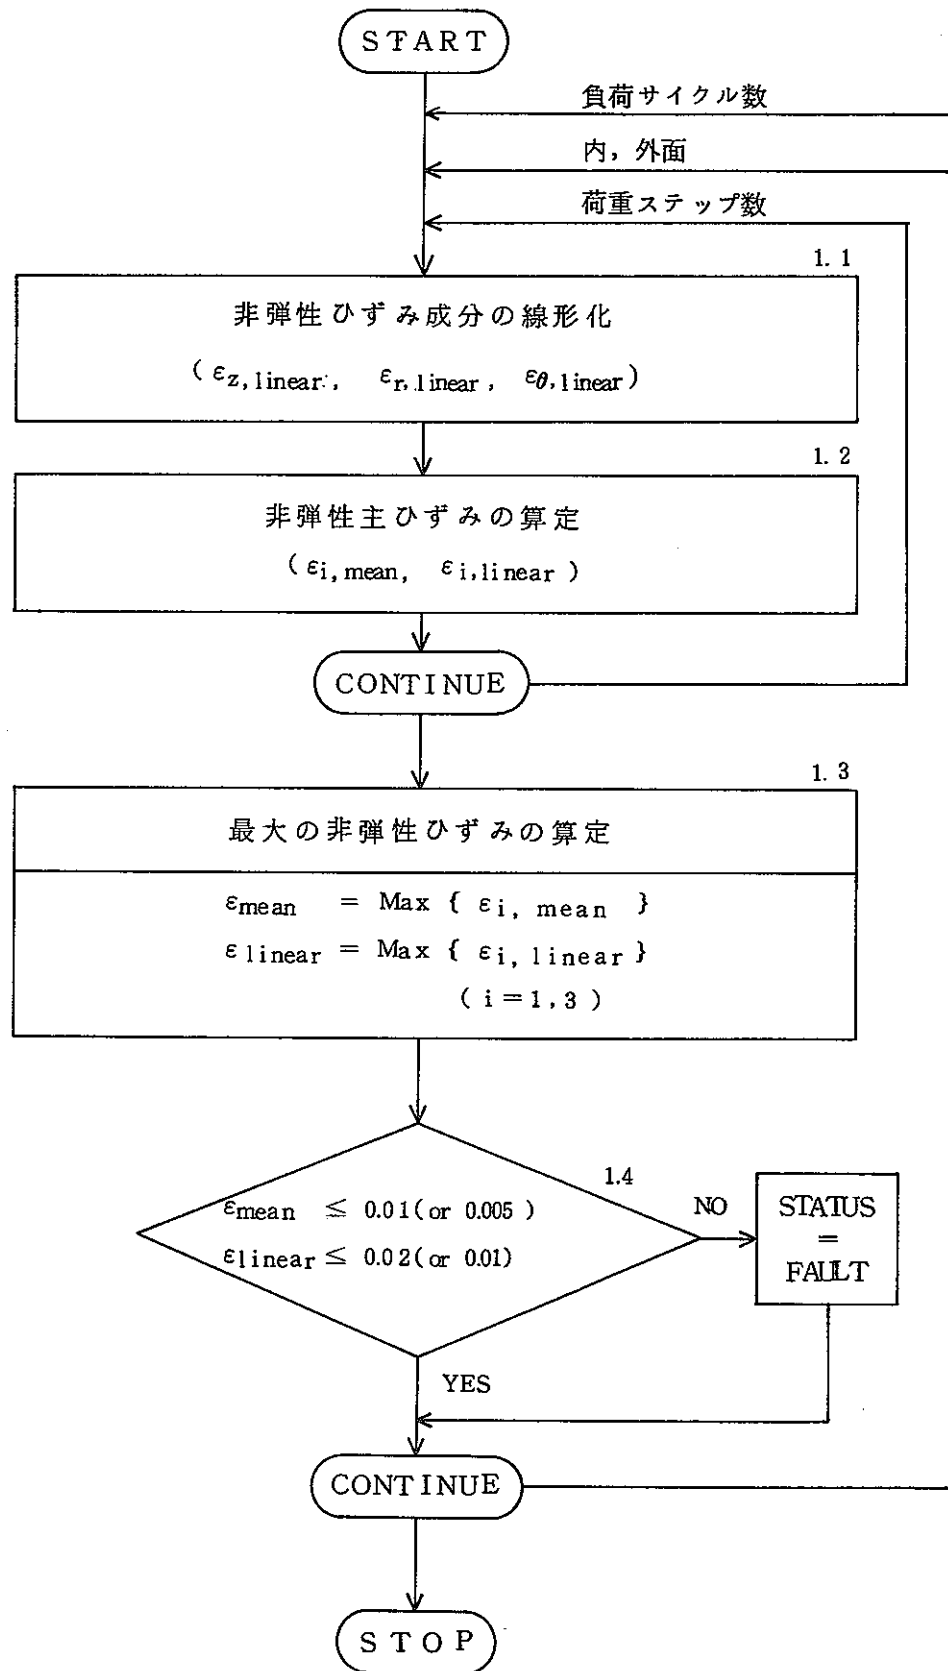 START
負荷サイクル数
内,外面
荷重ステップ数
1.1
非弾性ひずみ成分の線形化
(εz,linear, εr,linear, εθ,linear)
1.2
非弾性主ひずみの算定
(εi,mean, εi,linear)
CONTINUE
1.3
最大の非弾性ひずみの算定
εmean = Max { εi, mean }
εlinear = Max { εi, linear }
(i=1,3)
1.4
εmean ≦ 0.01(or 0.005)
εlinear ≦ 0.02(or 0.01)
NO
STATUS
=
FAULT
YES
CONTINUE
STOP